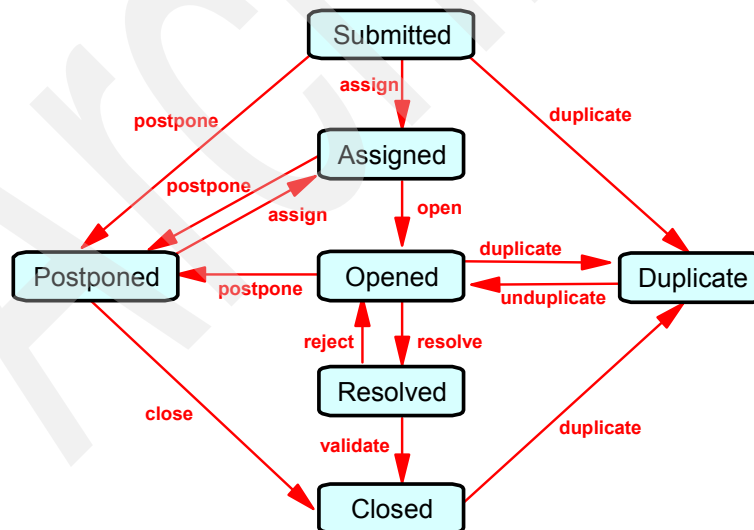 Submitted
assign
postpone
duplicate
Assigned
postpone
assign
open
duplicate
Postponed
postpone
Opened
unduplicate
Duplicate
reject
resolve
Resolved
close
validate
duplicate
Closed